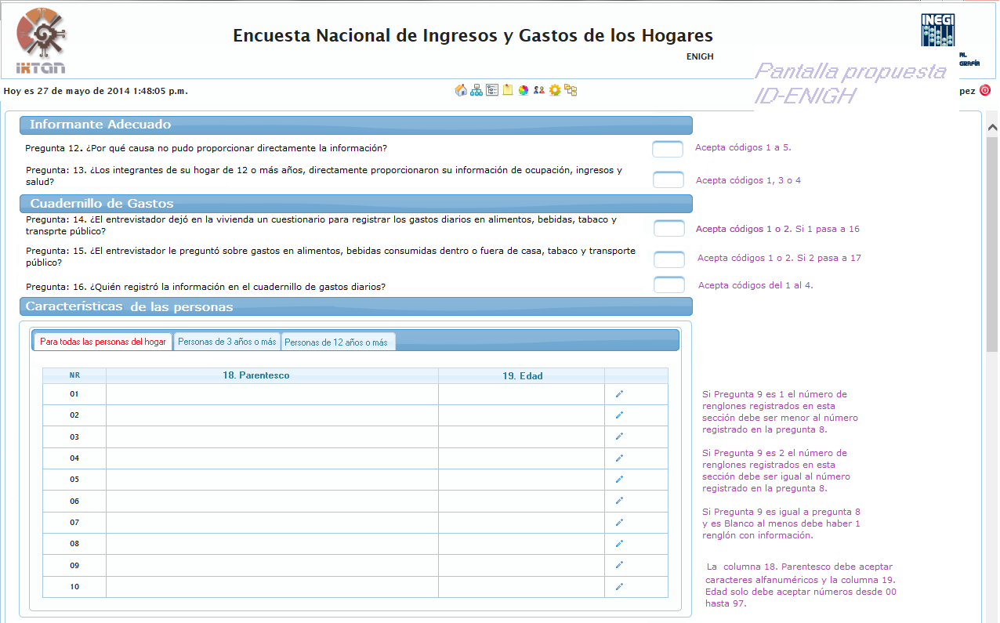 Encuesta Nacional de Ingresos y Gastos de los Hogares
ENIGH
INEGI
iKTAN
AL
GRAFÍA
Pantalla propuesta
ID-ENIGH
Hoy es 27 de mayo de 2014 1:48:05 p.m.
pez
Informante Adecuado
Pregunta 12. ¿Por qué causa no pudo proporcionar directamente la información?
Acepta códigos 1 a 5.
Pregunta: 13. ¿Los integrantes de su hogar de 12 o más años, directamente proporcionaron su información de ocupación, ingresos y
salud?
Acepta códigos 1, 3 o 4
Cuadernillo de Gastos
Pregunta: 14. ¿El entrevistador dejó en la vivienda un cuestionario para registrar los gastos diarios en alimentos, bebidas, tabaco y
transprte público?
Acepta códigos 1 o 2. Si 1 pasa a 16
Pregunta: 15. ¿El entrevistador le preguntó sobre gastos en alimentos, bebidas consumidas dentro o fuera de casa, tabaco y transporte
público?
Acepta códigos 1 o 2. Si 2 pasa a 17
Pregunta: 16. ¿Quién registró la información en el cuadernillo de gastos diarios?
Acepta códigos del 1 al 4.
Características de las personas
Para todas las personas del hogar Personas de 3 años o más Personas de 12 años o más
NR 18. Parentesco 19. Edad
01
02
03
04
05
06
07
08
09
10
Si Pregunta 9 es 1 el número de
renglones registrados en esta
sección debe ser menor al número
registrado en la pregunta 8.
Si Pregunta 9 es 2 el número de
renglones registrados en esta
sección debe ser igual al número
registrado en la pregunta 8.
Si Pregunta 9 es igual a pregunta 8
y es Blanco al menos debe haber 1
renglón con información.
La columna 18. Parentesco debe aceptar
caracteres alfanuméricos y la columna 19.
Edad solo debe aceptar números desde 00
hasta 97.